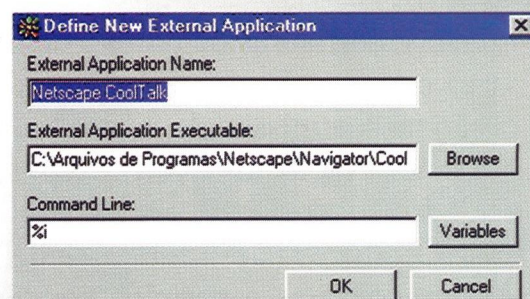 Define New External Application
External Application Name:
Netscape CoolTalk
External Application Executable:
C:\Arquivos de Programas\Netscape\Navigator\Cool
Browse
Command Line:
%i
Variables
OK
Cancel